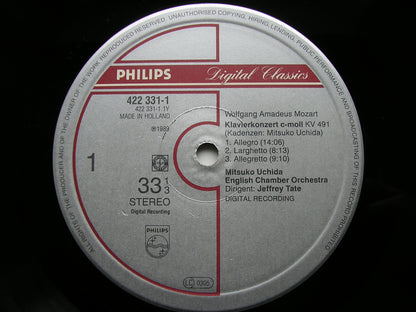 ALL RIGHTS OF THE PRODUCER AND OF THE OWNER OF THE WORK REPRODUCED RESERVED. UNAUTHORISED COPYING, HIRING, LENDING, PUBLIC PERFORMANCE AND BROADCASTING OF THIS RECORD PROHIBITED
PHILIPS
Digital Classics
422 331-1
422 331-1.1Y
MADE IN HOLLAND
℗1989
1
33 1/3
STEREO
Digital Recording
PHILIPS
Wolfgang Amadeus Mozart
Klavierkonzert c-moll KV 491
(Kadenzen: Mitsuko Uchida)
1. Allegro (14:06)
2. Larghetto (8:13)
3. Allegretto (9:10)
Mitsuko Uchida
English Chamber Orchestra
Dirigent: Jeffrey Tate
DIGITAL RECORDING
LC 0305